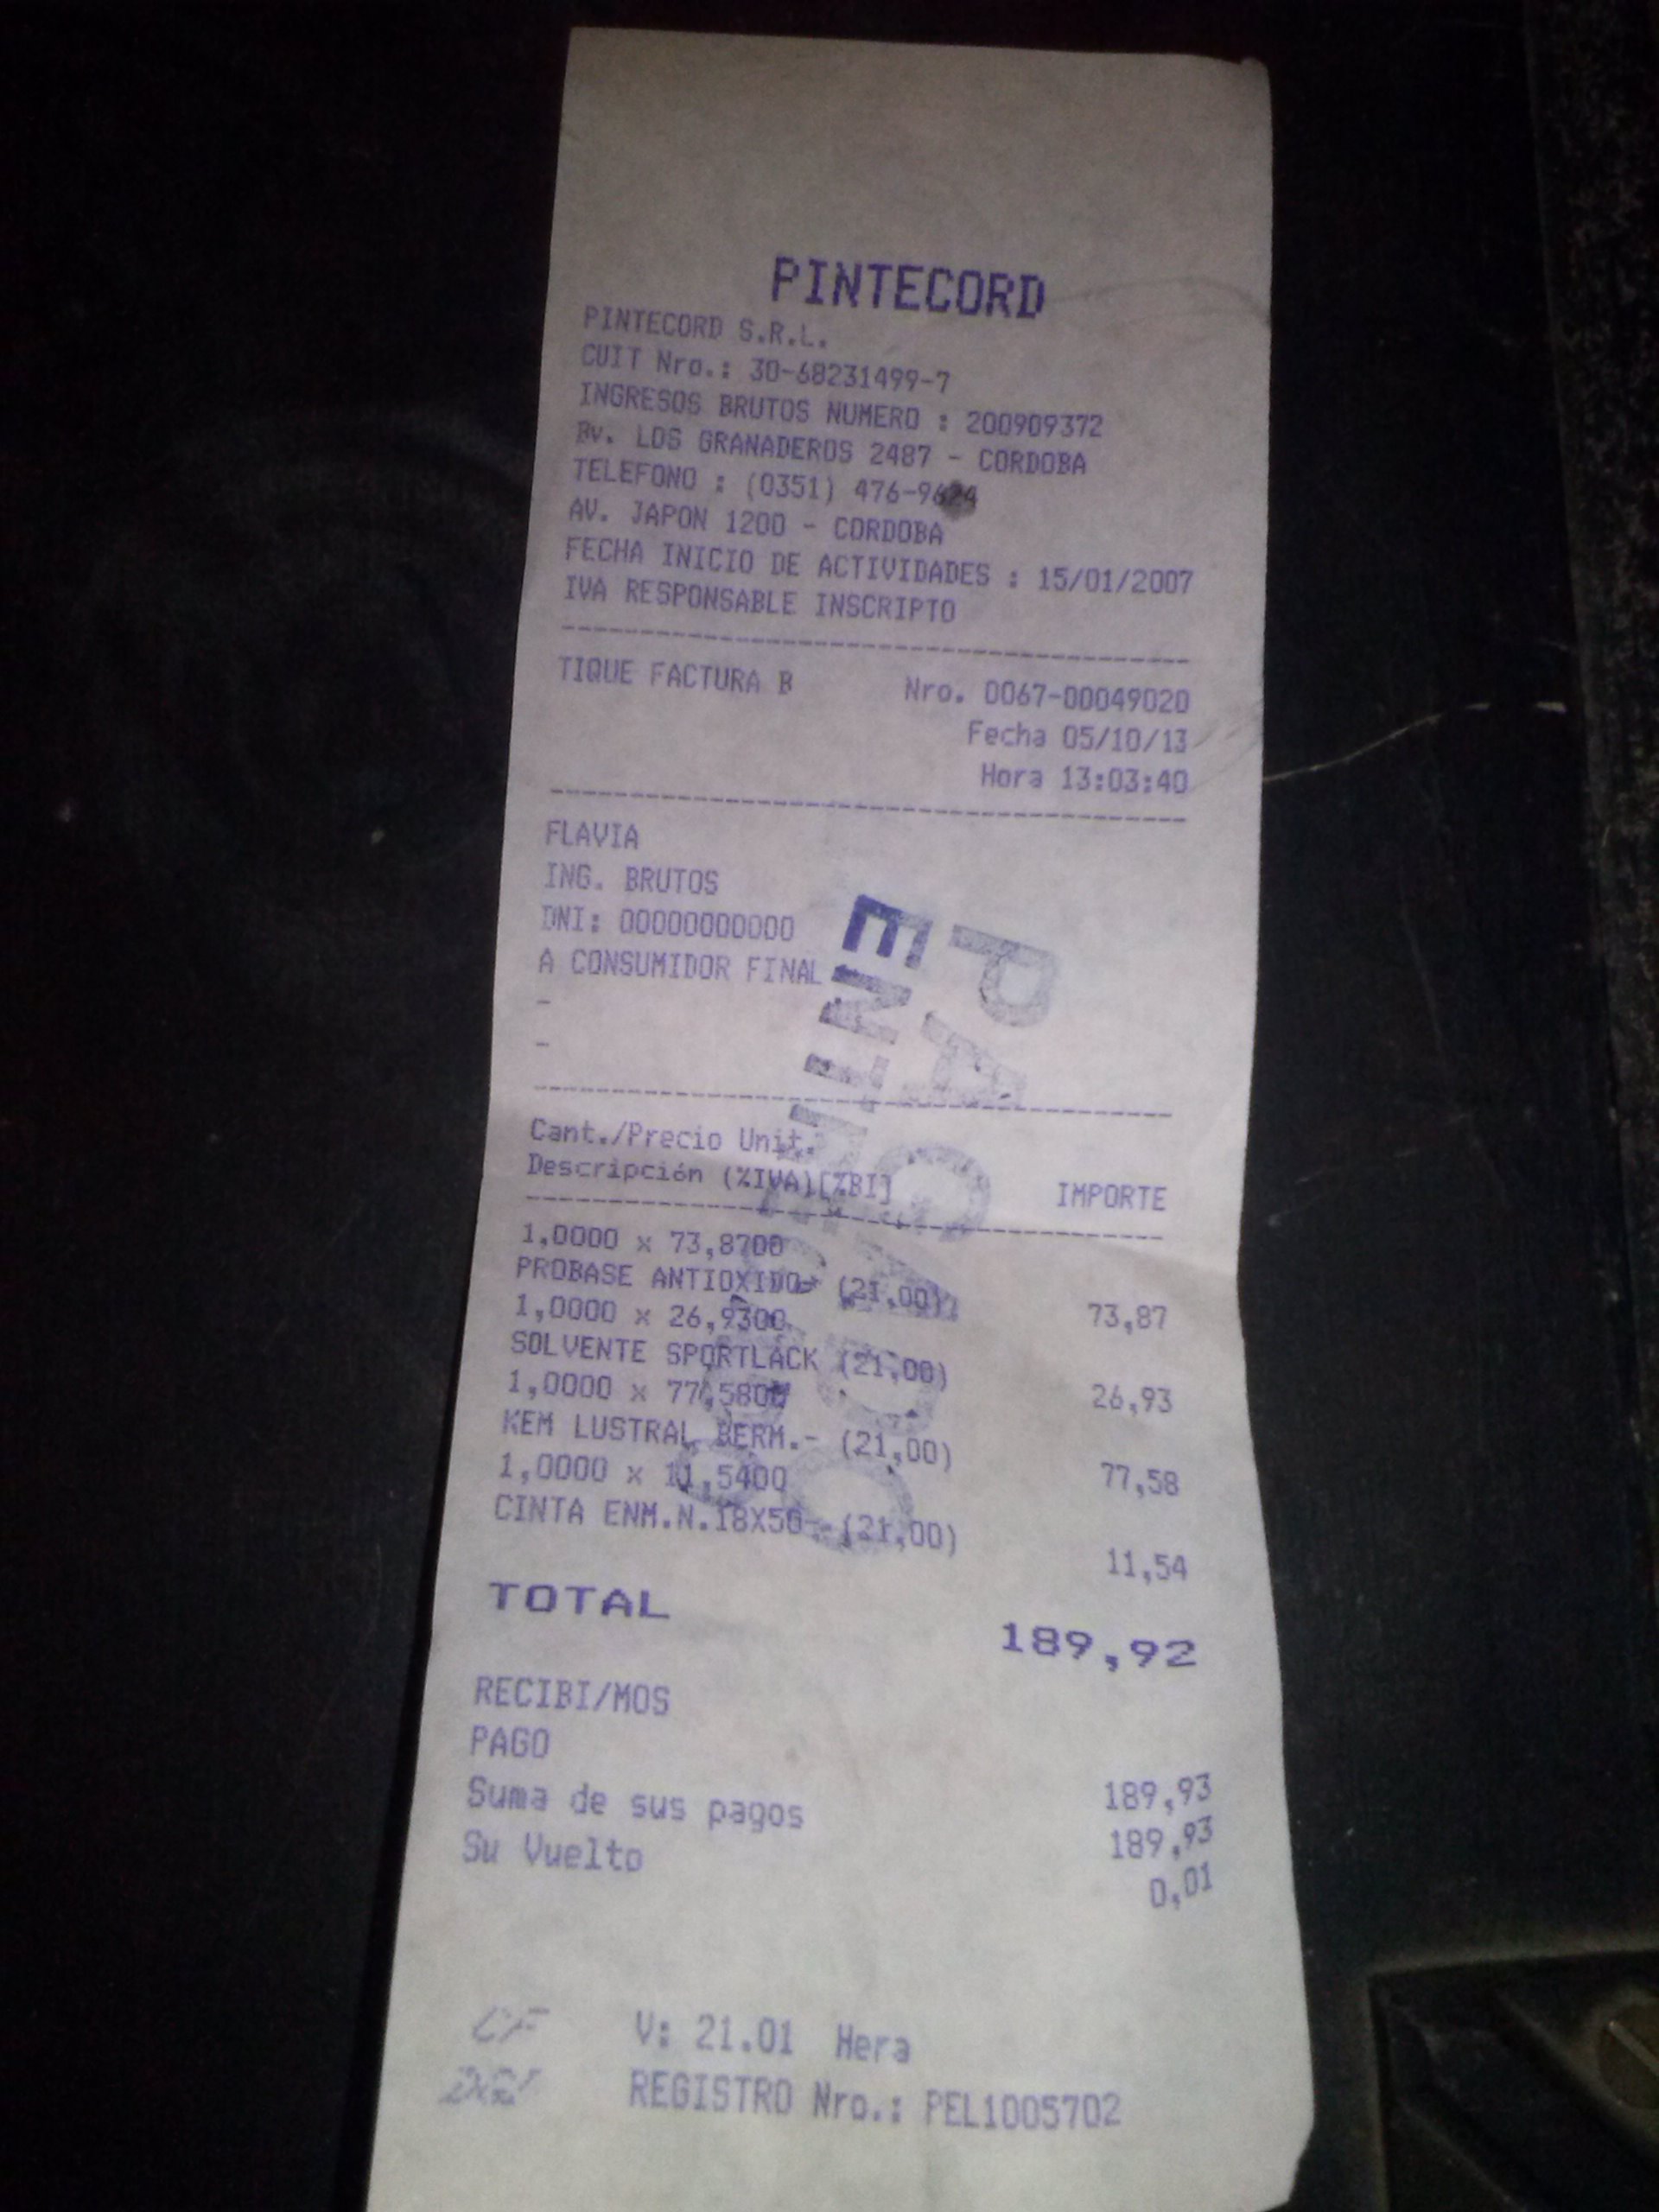 PINTECORD
PINTECORD S.R.L.
CUIT Nro.: 30-68231499-7
INGRESOS BRUTOS NUMERO : 200909372
Bv. LOS GRANADEROS 2487 - CORDOBA
TELEFONO : (0351) 476-9624
AV. JAPON 1200 - CORDOBA
FECHA INICIO DE ACTIVIDADES : 15/01/2007
IVA RESPONSABLE INSCRIPTO
TIQUE FACTURA B Nro. 0067-00049020
Fecha 05/10/13
Hora 13:03:40
FLAVIA
ING. BRUTOS
DNI: 00000000000
A CONSUMIDOR FINAL
-
-
Cant./Precio Unit.
Descripción (%IVA)[%BI] IMPORTE
1,0000 x 73,8700
PROBASE ANTIOXIDO- (21,00) 73,87
1,0000 x 26,9300
SOLVENTE SPORTLACK (21,00) 26,93
1,0000 x 77,5800
KEM LUSTRAL BERM.- (21,00) 77,58
1,0000 x 11,5400
CINTA ENM.N.18X50- (21,00) 11,54
TOTAL 189,92
RECIBI/MOS
PAGO 189,93
Suma de sus pagos 189,93
Su Vuelto 0,01
CF V: 21.01 Hera
DGI REGISTRO Nro.: PEL1005702